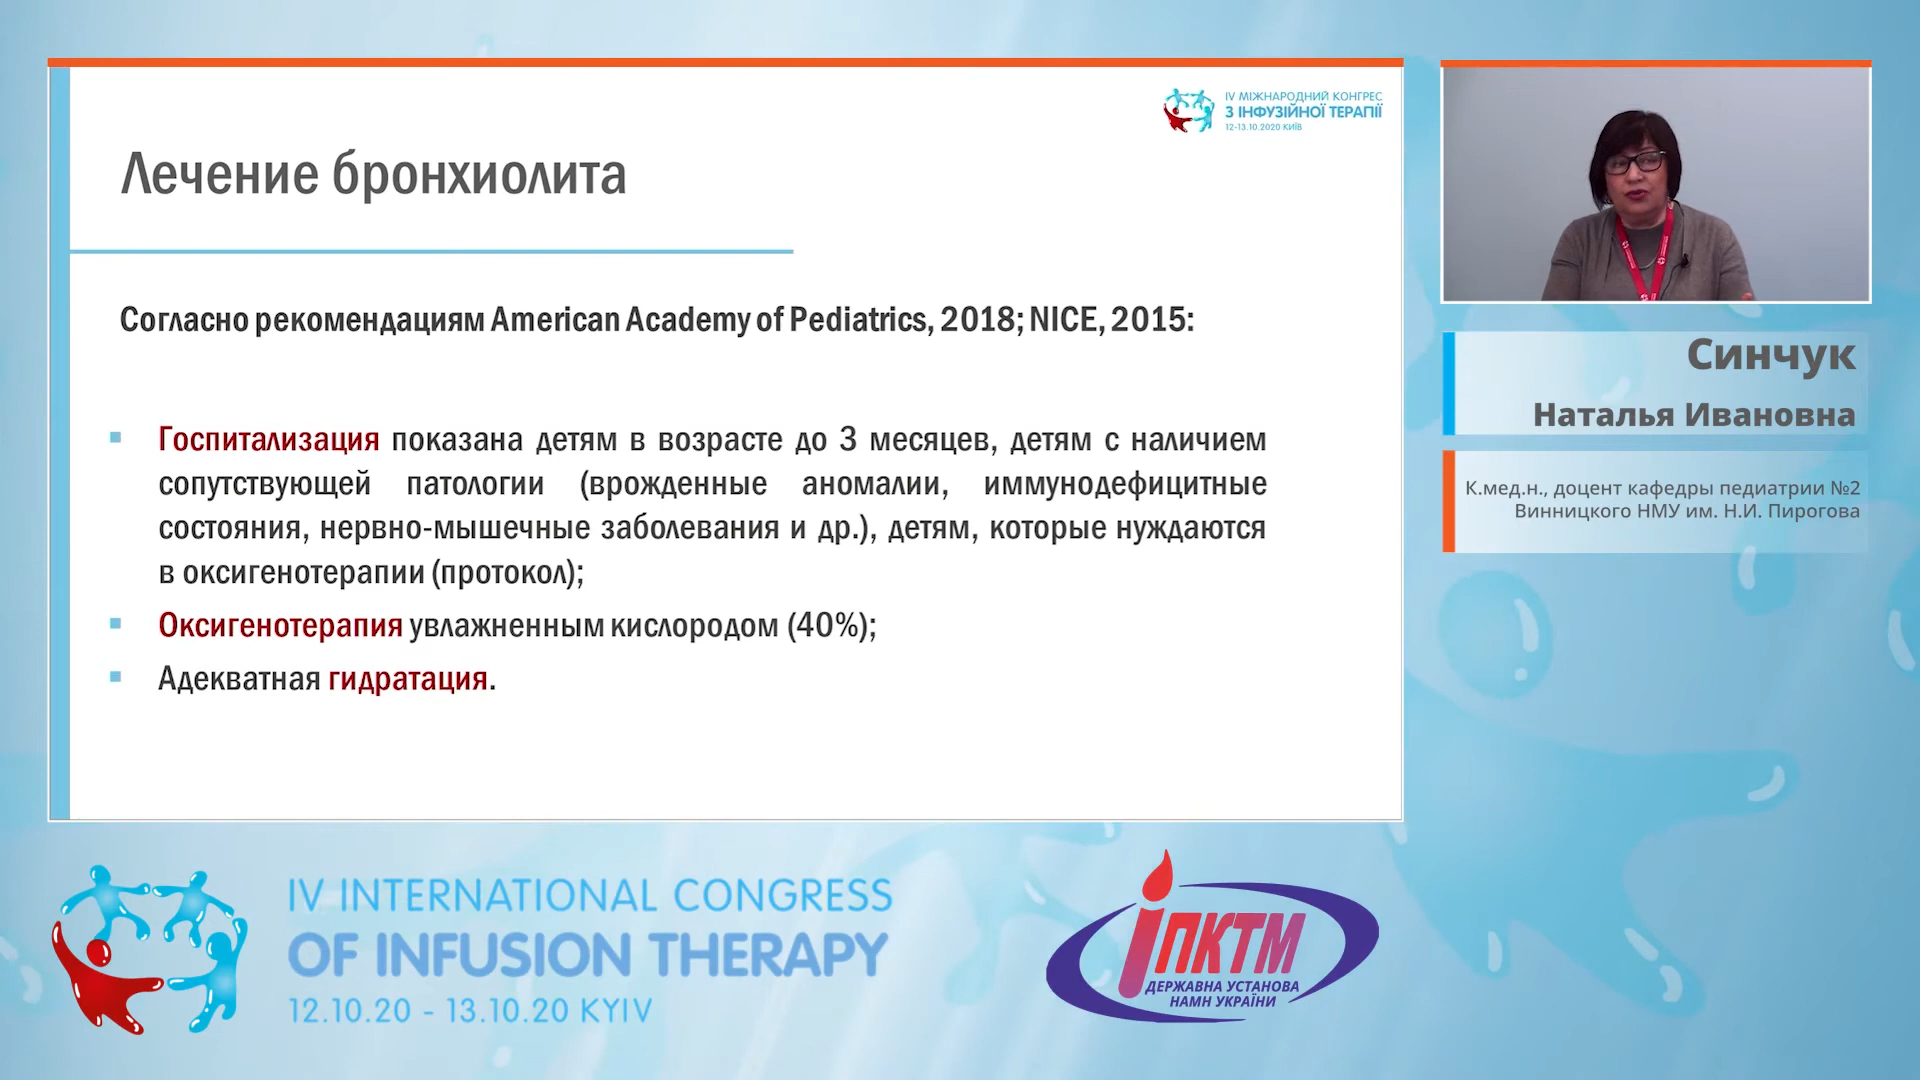 IV МІЖНАРОДНИЙ КОНГРЕС
З ІНФУЗІЙНОЇ ТЕРАПІЇ
12-13.10.2020 КИЇВ
Лечение бронхиолита
Согласно рекомендациям American Academy of Pediatrics, 2018; NICE, 2015:
Госпитализация показана детям в возрасте до 3 месяцев, детям с наличием
сопутствующей патологии (врожденные аномалии, иммунодефицитные
состояния, нервно-мышечные заболевания и др.), детям, которые нуждаются
в оксигенотерапии (протокол);
Оксигенотерапия увлажненным кислородом (40%);
Адекватная гидратация.
Синчук
Наталья Ивановна
К.мед.н., доцент кафедры педиатрии №2
Винницкого НМУ им. Н.И. Пирогова
IV INTERNATIONAL CONGRESS
OF INFUSION THERAPY
12.10.20 - 13.10.20 KYIV
ІПКТМ
ДЕРЖАВНА УСТАНОВА
НАМН УКРАЇНИ